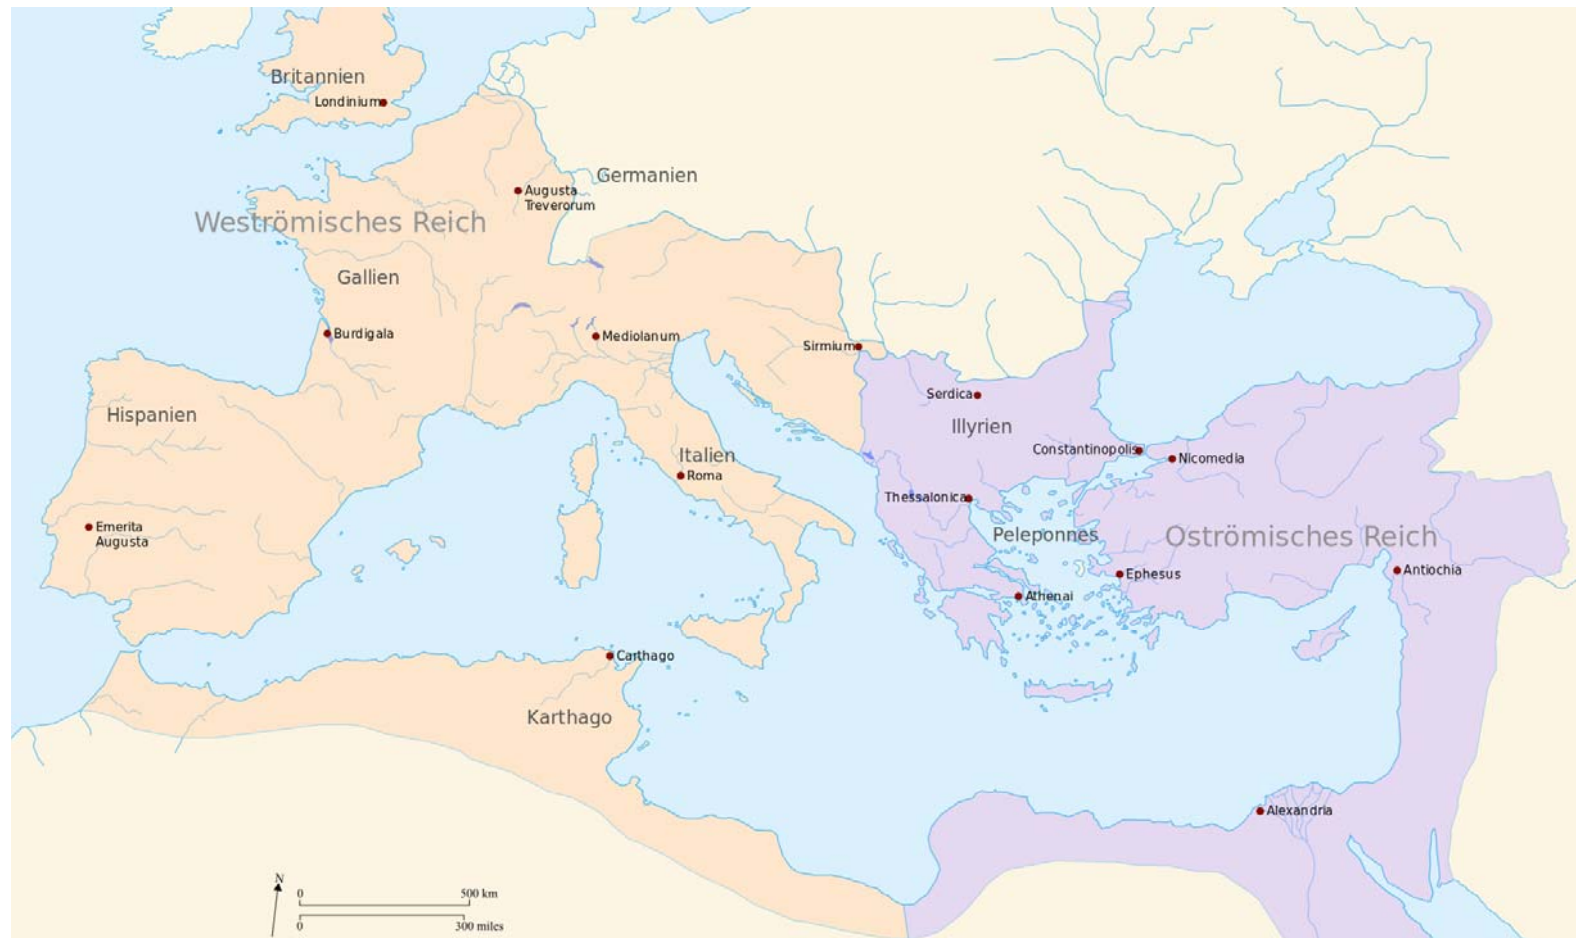 Britannien
Londinium
Germanien
Augusta
Treverorum
Weströmisches Reich
Gallien
Burdigala
Mediolanum
Sirmium
Serdica
Hispanien
Illyrien
Constantinopolis
Nicomedia
Italien
Roma
Thessalonica
Emerita
Augusta
Peleponnes
Oströmisches Reich
Ephesus
Antiochia
Athenai
Carthago
Karthago
Alexandria
N
0
500 km
0
300 miles